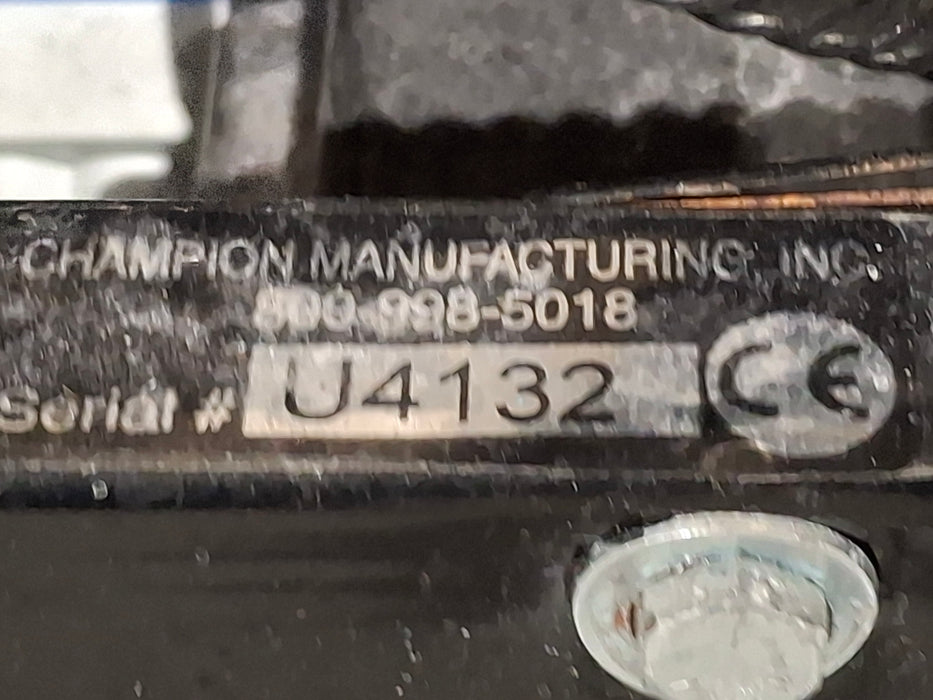 CHAMPION MANUFACTURING, INC.
800-998-5018
Serial # U4132 CE